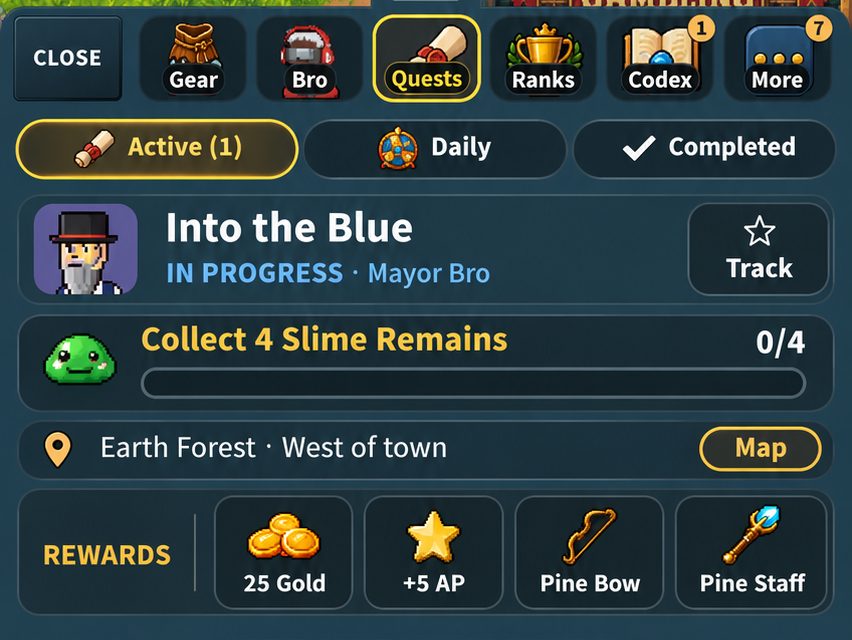 CLOSE
Gear
Bro
Quests
Ranks
1
Codex
7
More
Active (1)
Daily
Completed
Into the Blue
IN PROGRESS · Mayor Bro
Track
Collect 4 Slime Remains
0/4
Earth Forest · West of town
Map
REWARDS
25 Gold
+5 AP
Pine Bow
Pine Staff